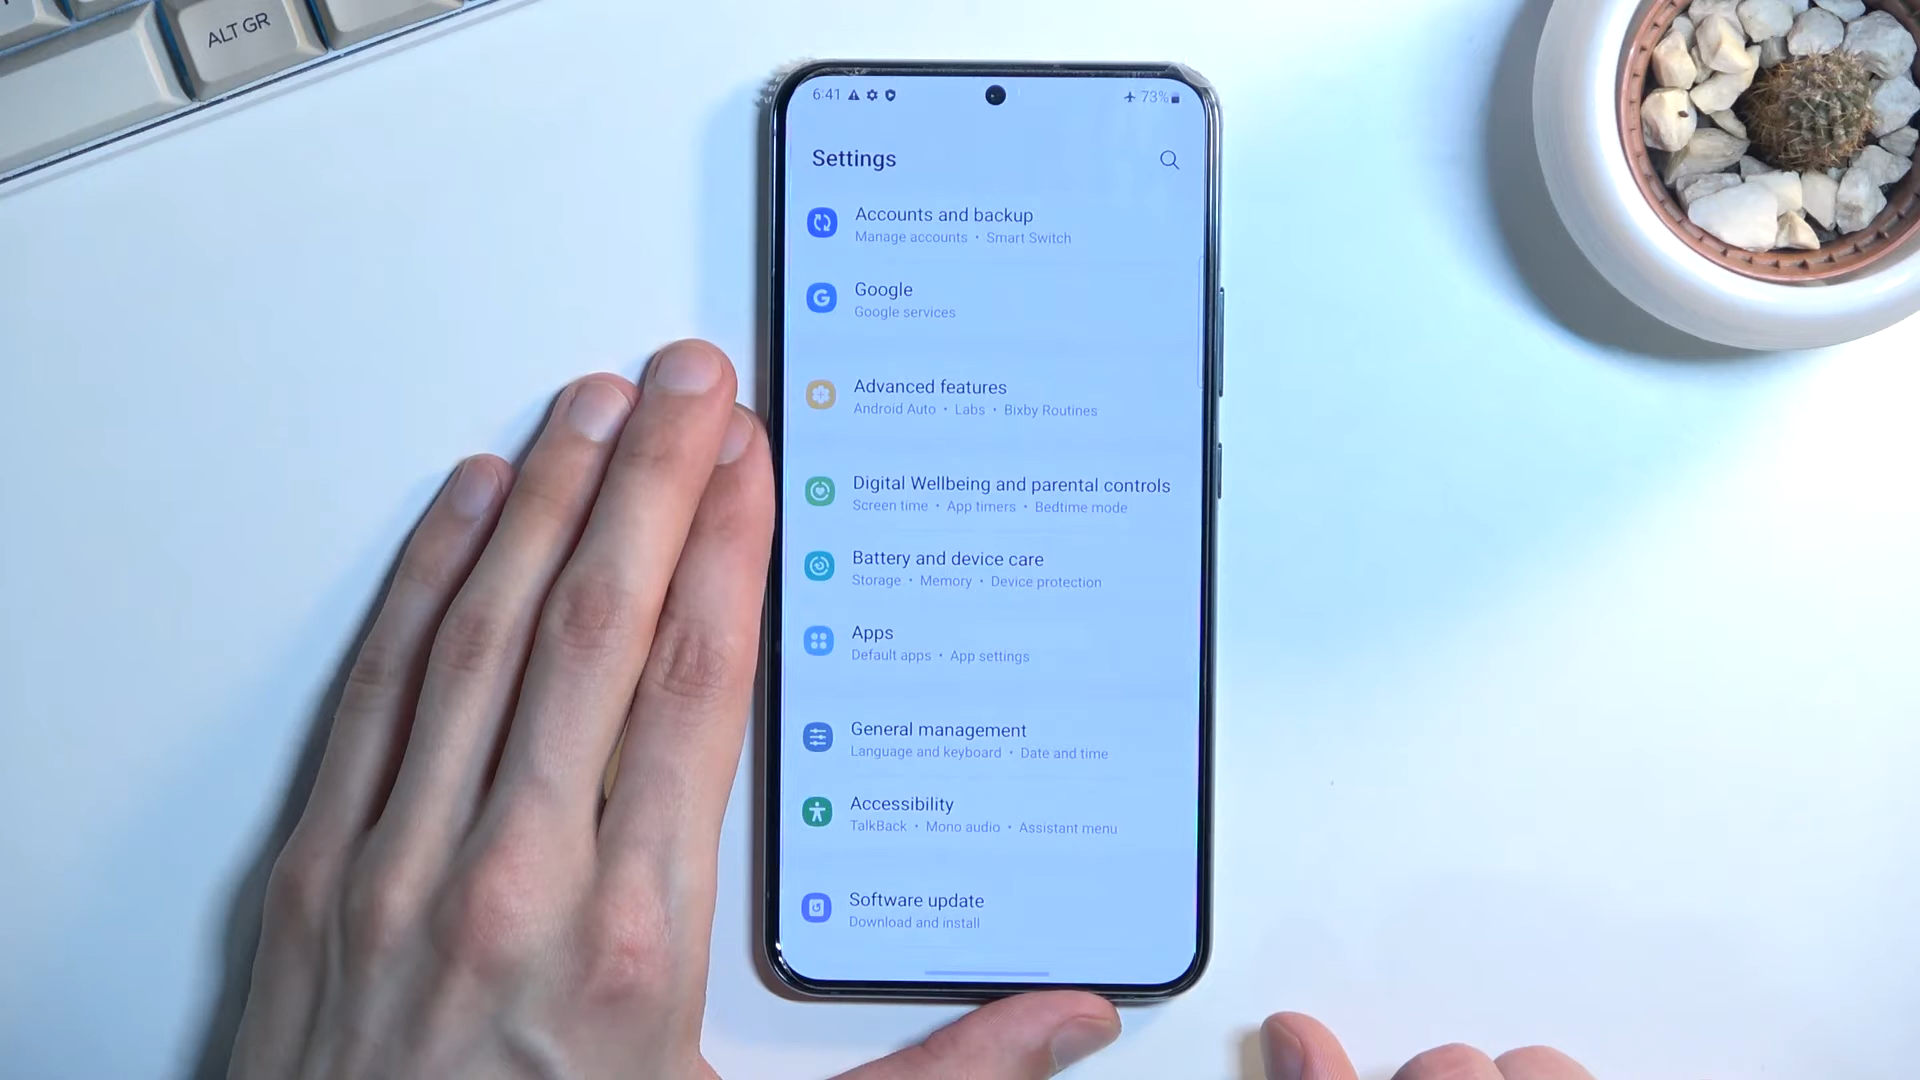 ALT GR
6:41 73%
Settings
Accounts and backup
Manage accounts • Smart Switch
G
Google
Google services
Advanced features
Android Auto • Labs • Bixby Routines
Digital Wellbeing and parental controls
Screen time • App timers • Bedtime mode
Battery and device care
Storage • Memory • Device protection
Apps
Default apps • App settings
General management
Language and keyboard • Date and time
Accessibility
TalkBack • Mono audio • Assistant menu
Software update
Download and install